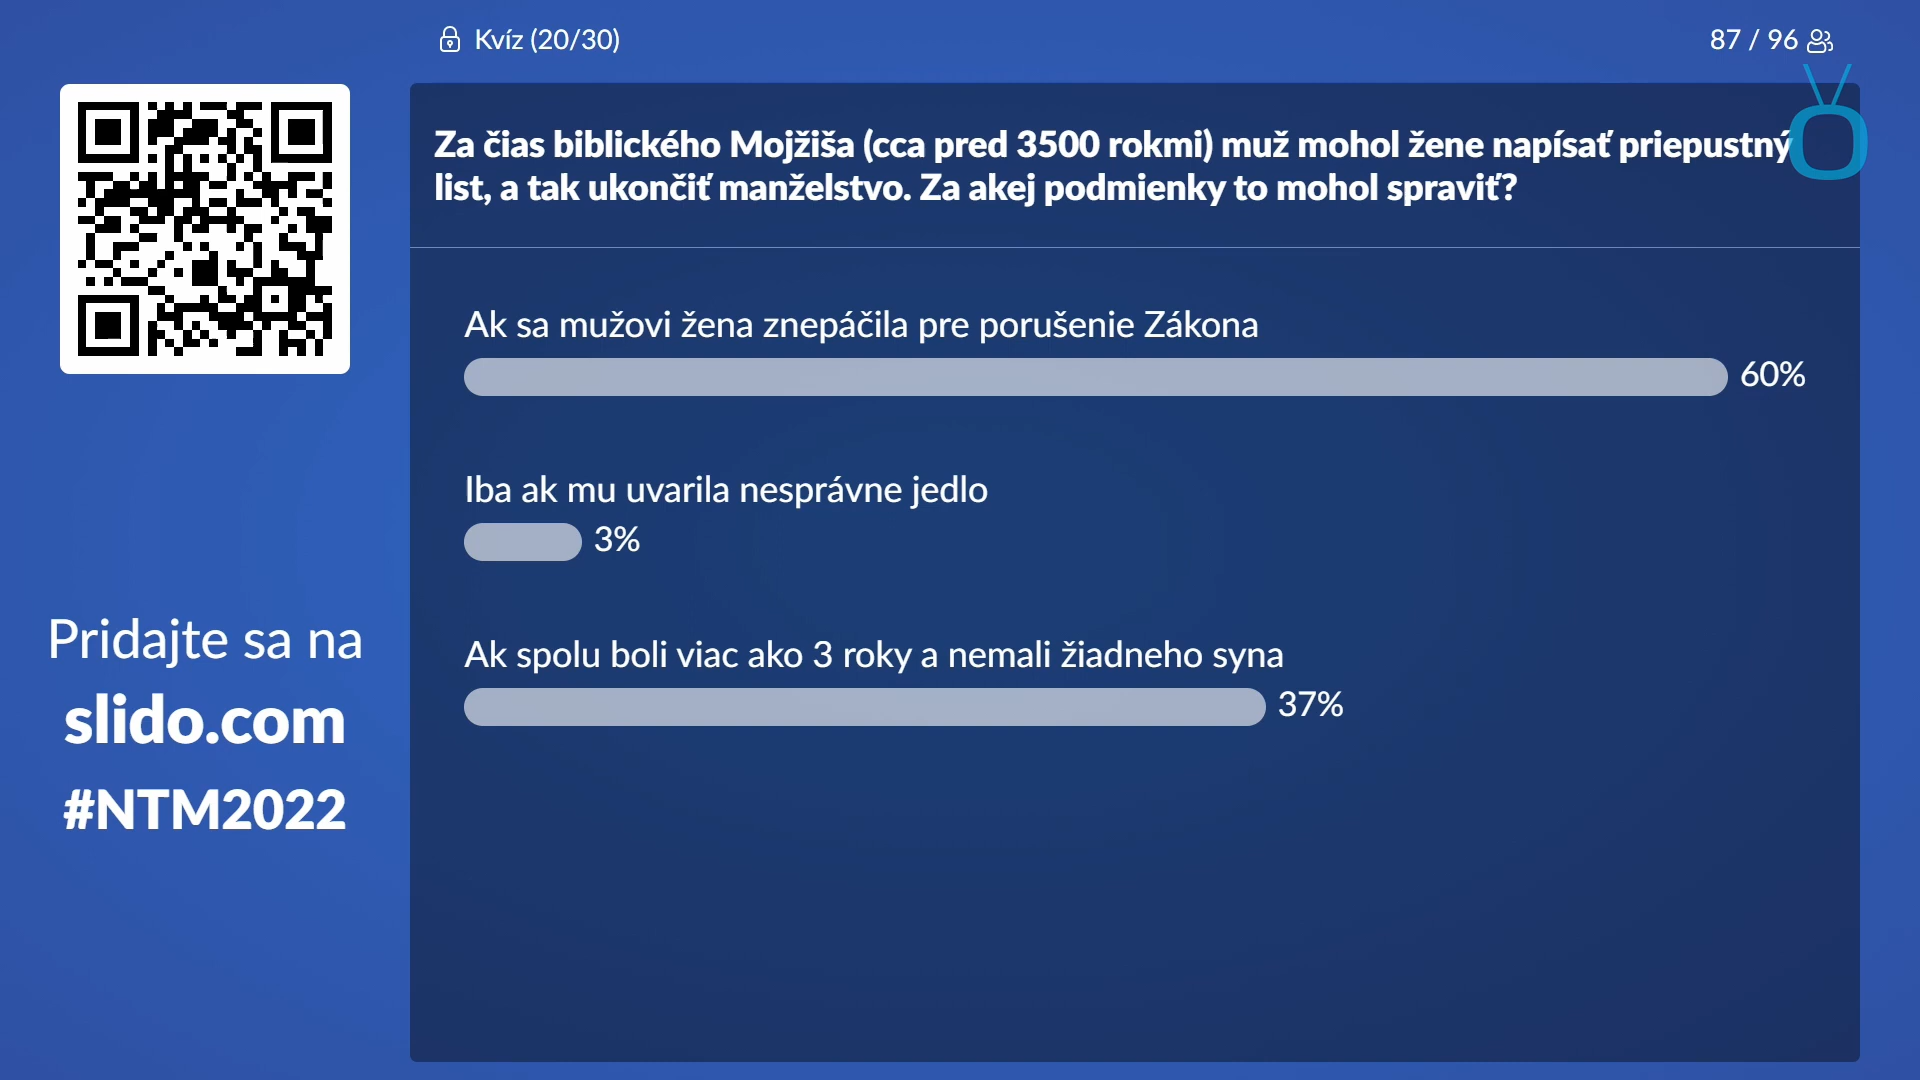 Kvíz (20/30)
87 / 96
Za čias biblického Mojžiša (cca pred 3500 rokmi) muž mohol žene napísať priepustný
list, a tak ukončiť manželstvo. Za akej podmienky to mohol spraviť?
Ak sa mužovi žena znepáčila pre porušenie Zákona
60%
Iba ak mu uvarila nesprávne jedlo
3%
Ak spolu boli viac ako 3 roky a nemali žiadneho syna
37%
Pridajte sa na
slido.com
#NTM2022